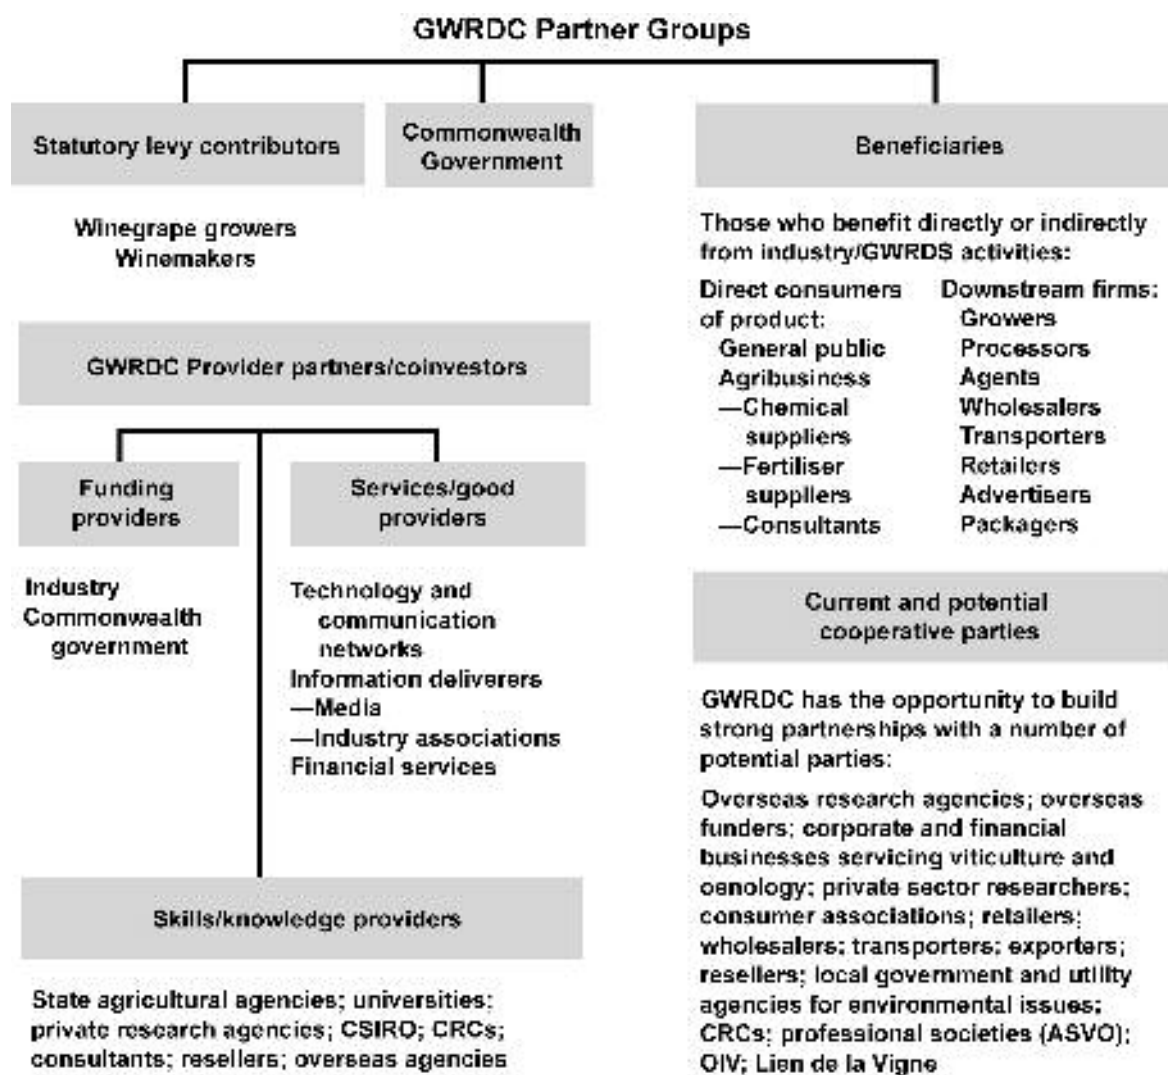 GWRDC Partner Groups
Statutory levy contributors
Commonwealth
Government
Beneficiaries
Winegrape growers
Winemakers
Those who benefit directly or indirectly
from industry/GWRDS activities:
Direct consumers
of product:
General public
Agribusiness
—Chemical
suppliers
—Fertiliser
suppliers
—Consultants
Downstream firms:
Growers
Processors
Agents
Wholesalers
Transporters
Retailers
Advertisers
Packagers
GWRDC Provider partners/coinvestors
Funding
providers
Services/good
providers
Industry
Commonwealth
government
Technology and
communication
networks
Information deliverers
—Media
—Industry associations
Financial services
Skills/knowledge providers
State agricultural agencies; universities;
private research agencies; CSIRO; CRCs;
consultants; resellers; overseas agencies
Current and potential
cooperative parties
GWRDC has the opportunity to build
strong partnerships with a number of
potential parties:
Overseas research agencies; overseas
funders; corporate and financial
businesses servicing viticulture and
oenology; private sector researchers;
consumer associations; retailers;
wholesalers; transporters; exporters;
resellers; local government and utility
agencies for environmental issues;
CRCs; professional societies (ASVO);
OIV; Lien de la Vigne